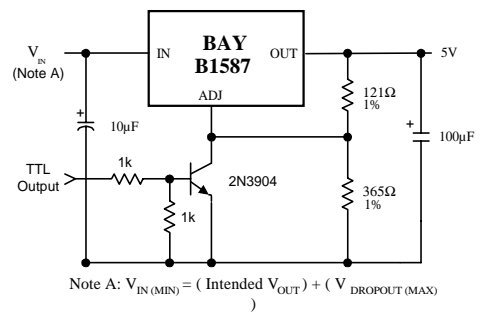 V IN
(Note A)
IN
BAY
B1587
OUT
ADJ
5V
10µF
121Ω
1%
100µF
TTL
Output
1k
2N3904
1k
365Ω
1%
Note A: V IN (MIN) = ( Intended V OUT ) + ( V DROPOUT (MAX)
)